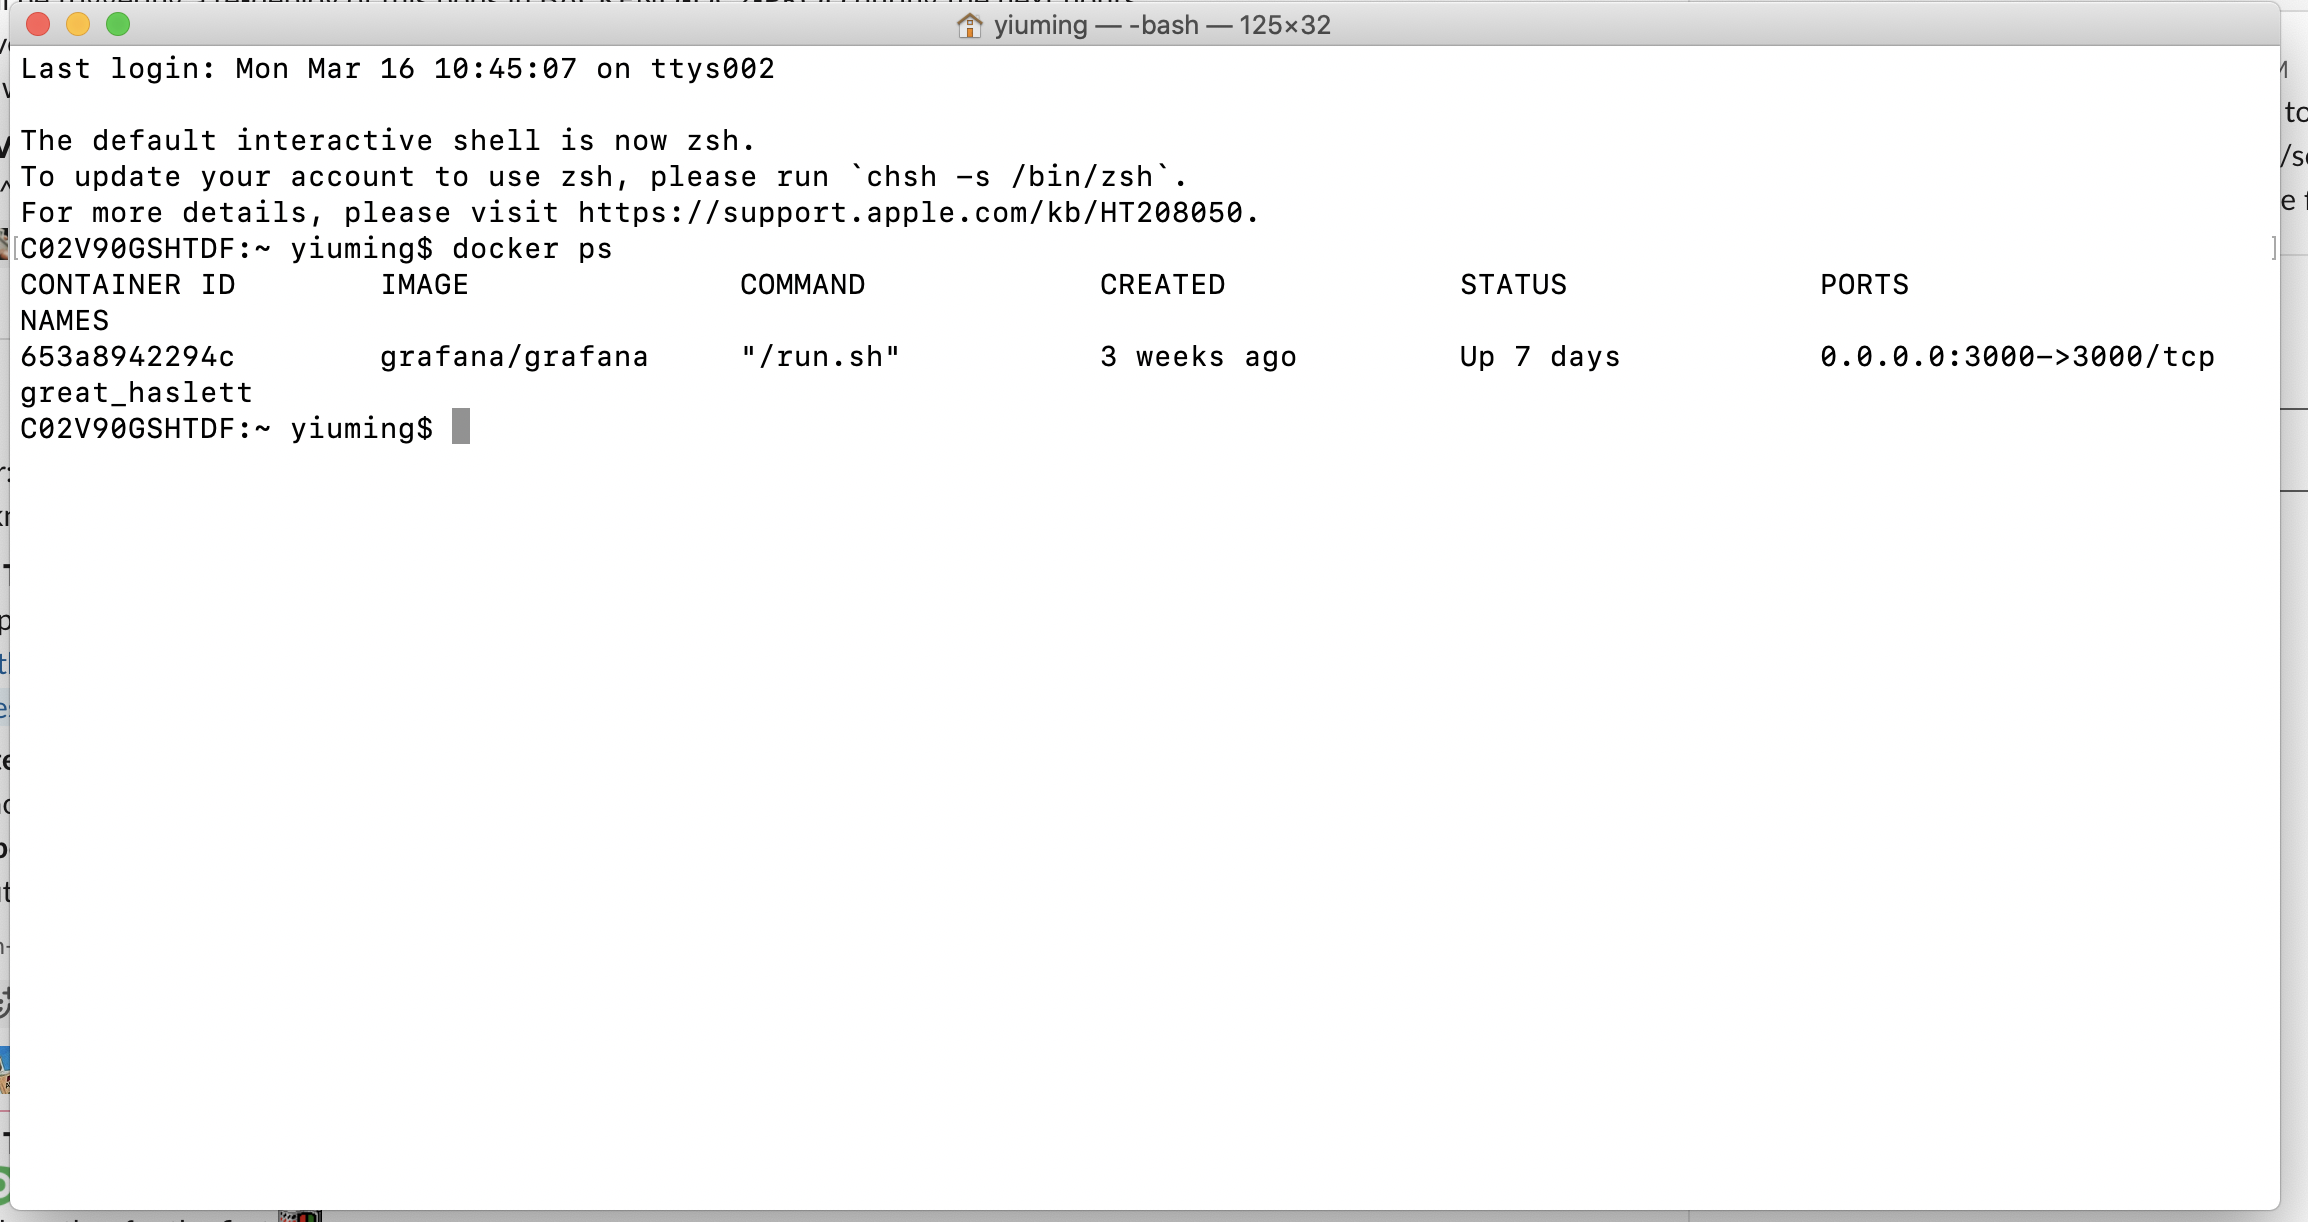 yiuming — -bash — 125×32
Last login: Mon Mar 16 10:45:07 on ttys002
The default interactive shell is now zsh.
To update your account to use zsh, please run `chsh -s /bin/zsh`.
For more details, please visit https://support.apple.com/kb/HT208050.
[C02V90GSHTDF:~ yiuming$ docker ps ]
CONTAINER ID IMAGE COMMAND CREATED STATUS PORTS
NAMES
653a8942294c grafana/grafana "/run.sh" 3 weeks ago Up 7 days 0.0.0.0:3000->3000/tcp
great_haslett
C02V90GSHTDF:~ yiuming$